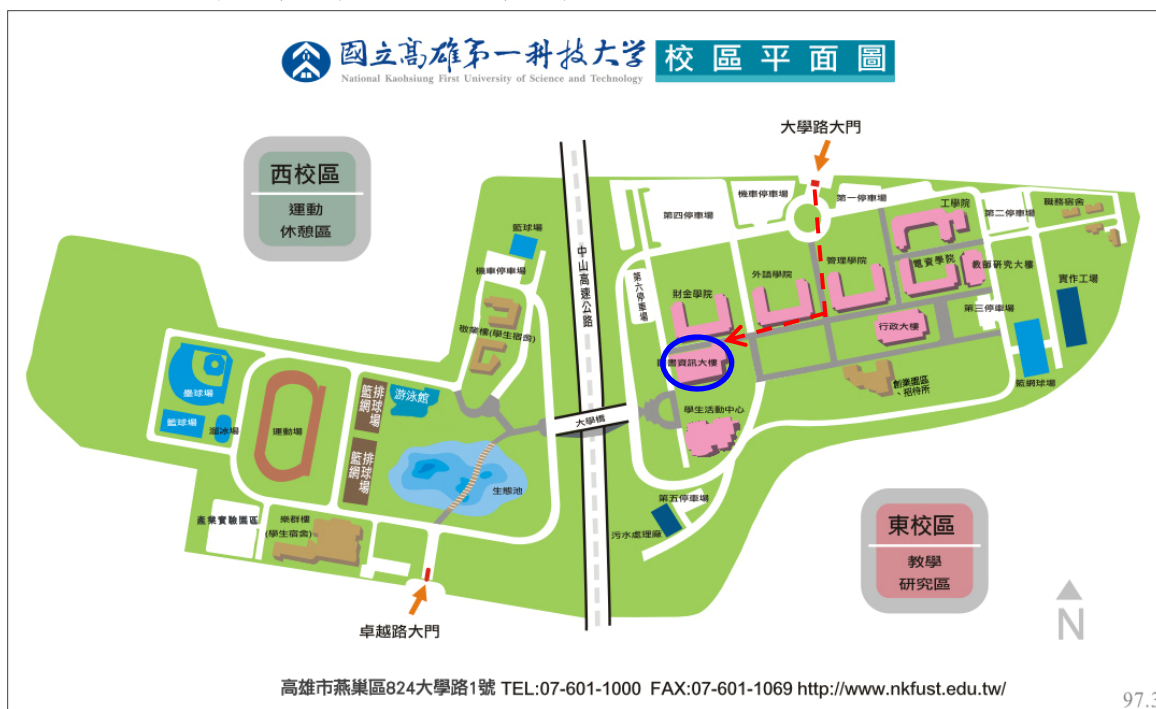 國立高雄第一科技大学 校區平面圖
National Kaohsiung First University of Science and Technology
大學路大門
西校區
運動
休憩區
籃球場
機車停車場
敬業樓(學生宿舍)
中山高速公路
第四停車場
機車停車場
第一停車場
工學院
第二停車場
職務宿舍
第六停車場
財金學院
外語學院
管理學院
電資學院
教師研究大樓
實作工場
第三停車場
行政大樓
書資訊大樓
創業園區
、招待所
籃網球場
壘球場
籃球場
溜冰場
運動場
排球場
籃網
游泳館
排球場
籃網
大學橋
學生活動中心
生態池
第五停車場
污水處理廠
產業實驗園區
樂群樓
(學生宿舍)
卓越路大門
東校區
教學
研究區
N
高雄市燕巢區824大學路1號 TEL:07-601-1000 FAX:07-601-1069 http://www.nkfust.edu.tw/